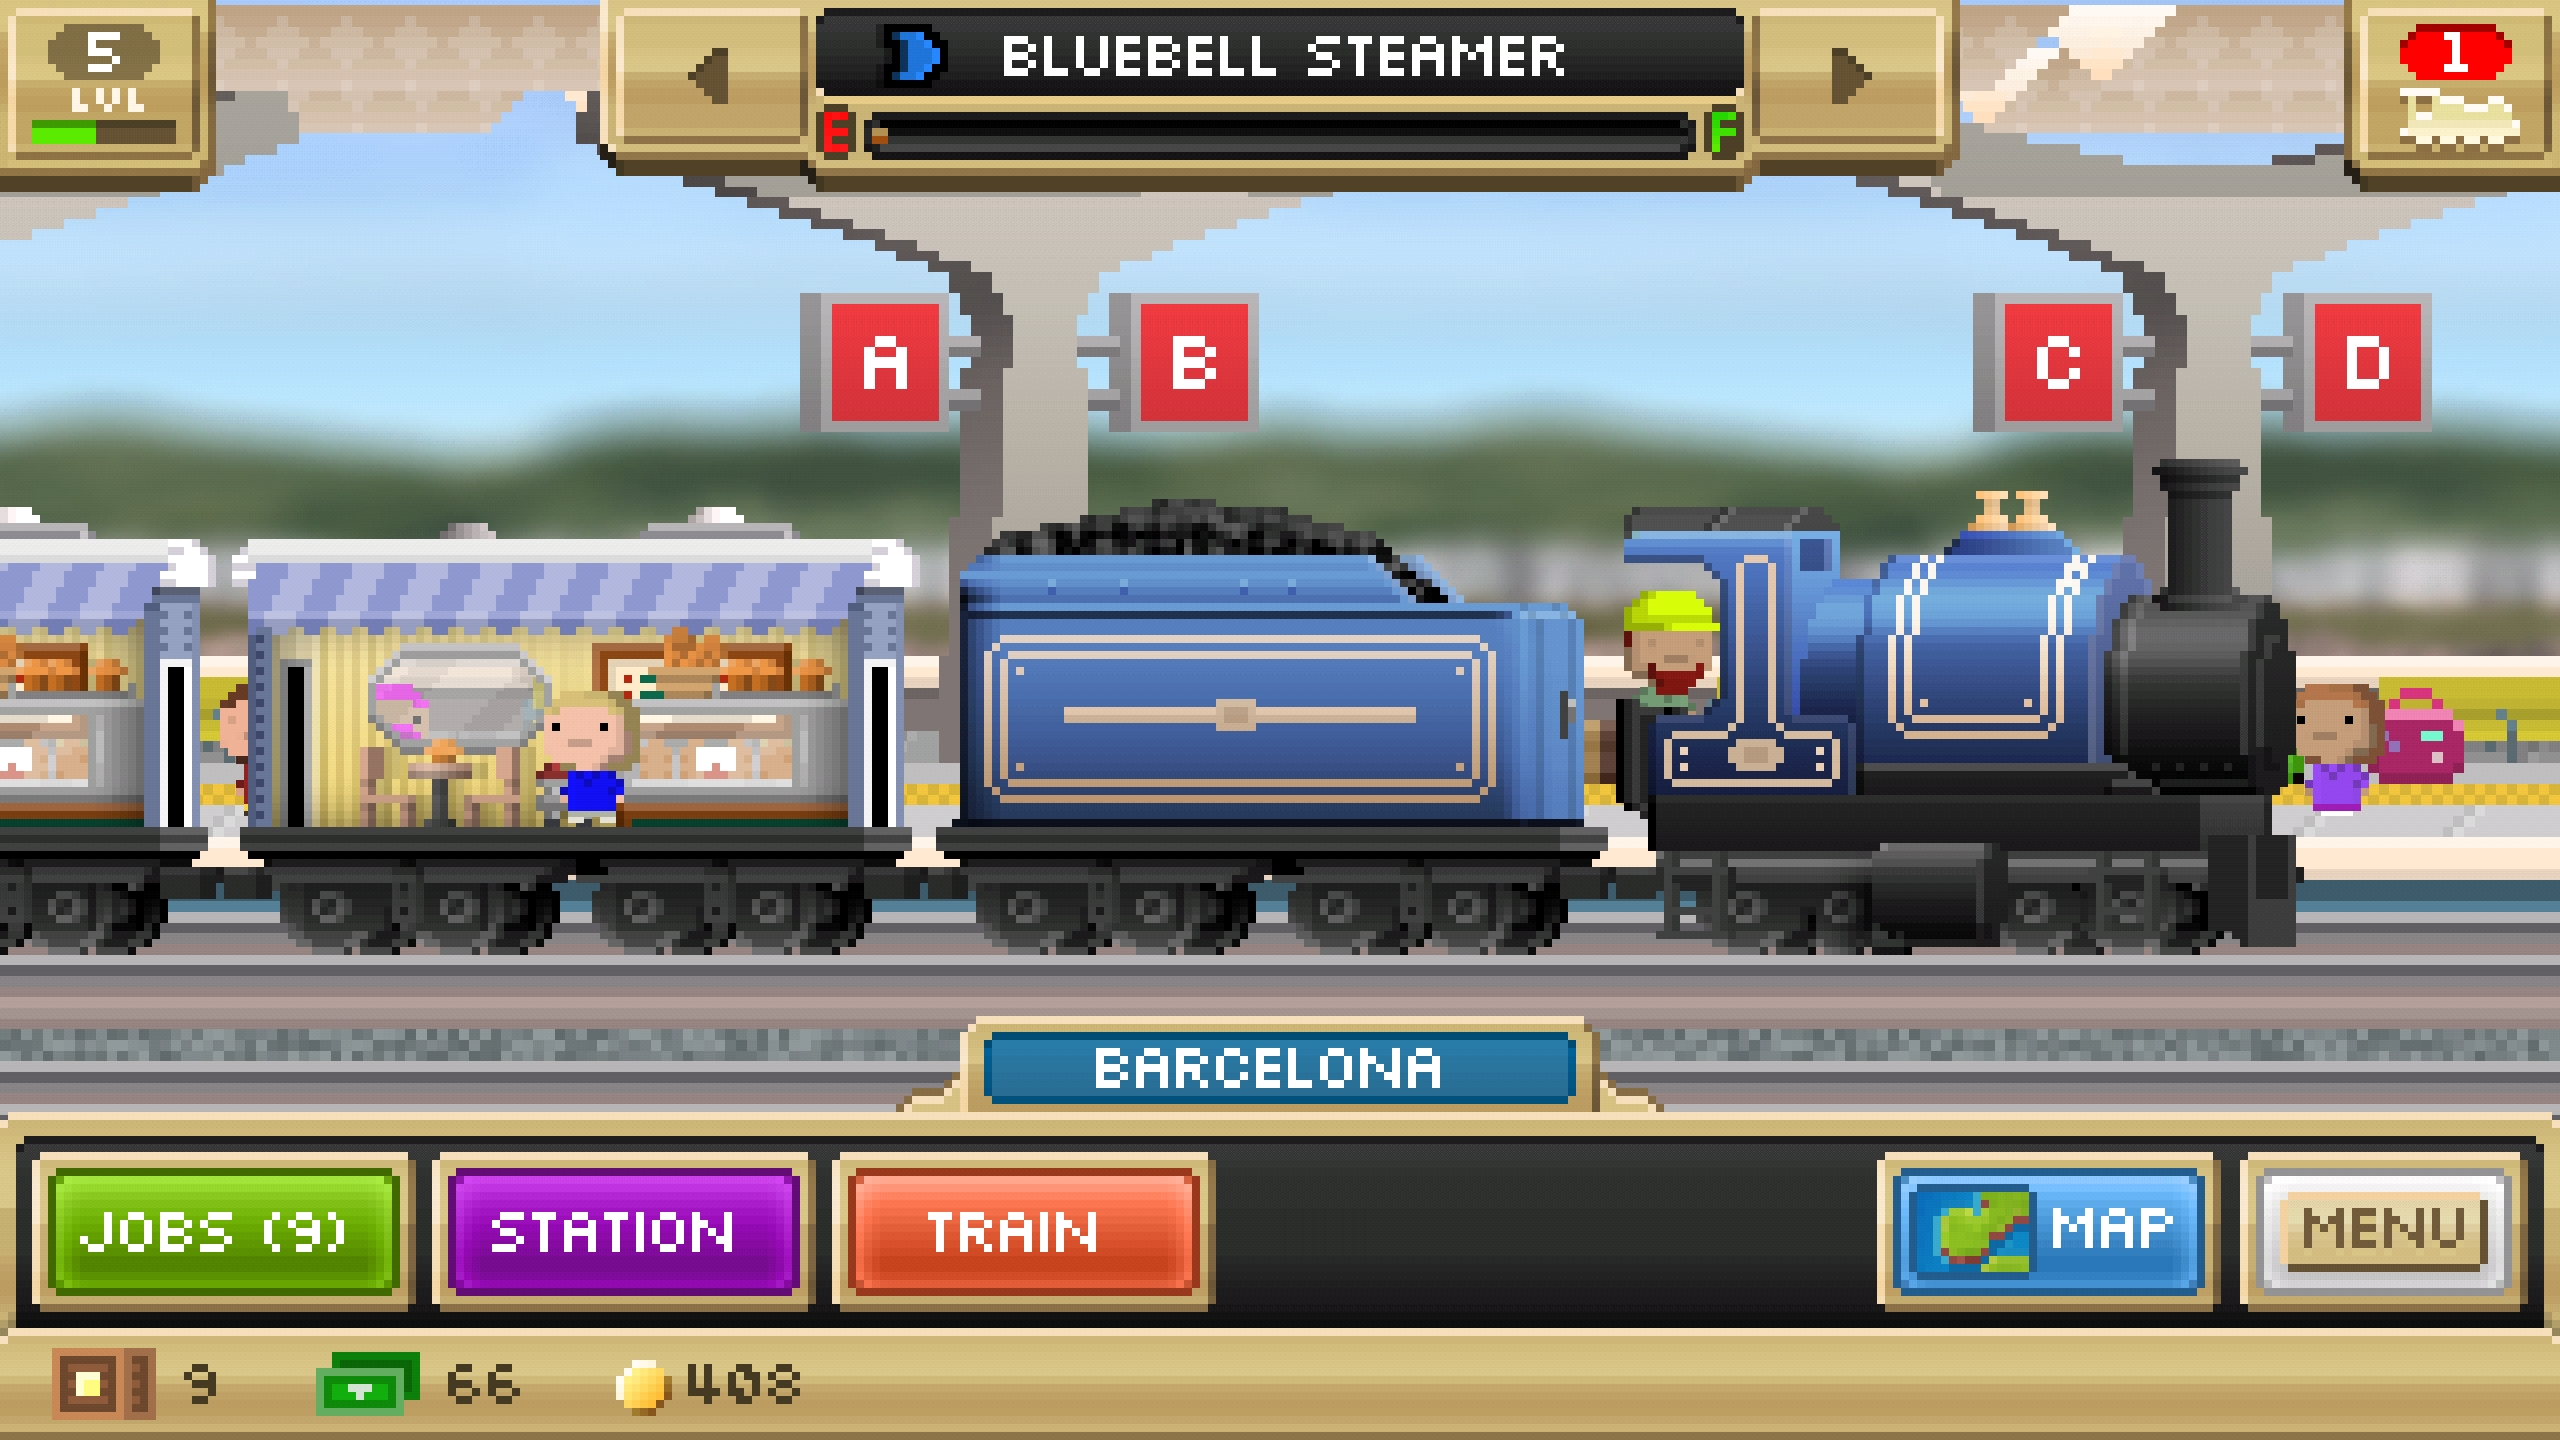 5
LVL
BLUEBELL STEAMER
1
E F
A B C D
BARCELONA
JOBS (9) STATION TRAIN MAP MENU
9 66 408